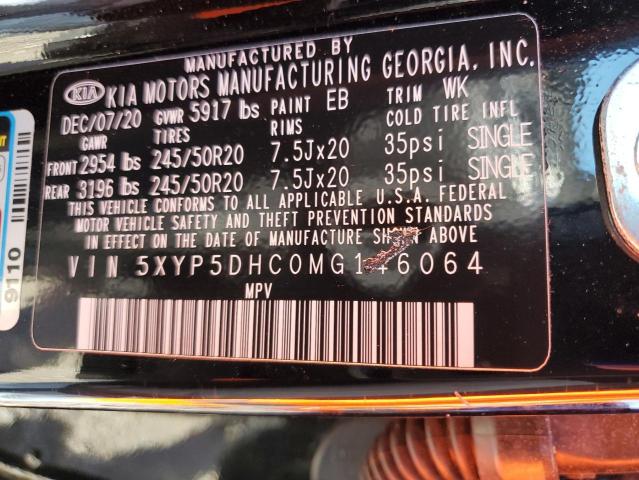 MANUFACTURED BY
KIA KIA MOTORS MANUFACTURING GEORGIA, INC.
DEC/07/20 GVWR 5917 lbs PAINT EB TRIM WK
GAWR TIRES RIMS COLD TIRE INFL
FRONT 2954 lbs 245/50R20 7.5Jx20 35psi SINGLE
REAR 3196 lbs 245/50R20 7.5Jx20 35psi SINGLE
THIS VEHICLE CONFORMS TO ALL APPLICABLE U.S.A. FEDERAL
MOTOR VEHICLE SAFETY AND THEFT PREVENTION STANDARDS
IN EFFECT ON THE DATE OF MANUFACTURE SHOWN ABOVE
VIN 5XYP5DHC0MG146064
MPV
9110